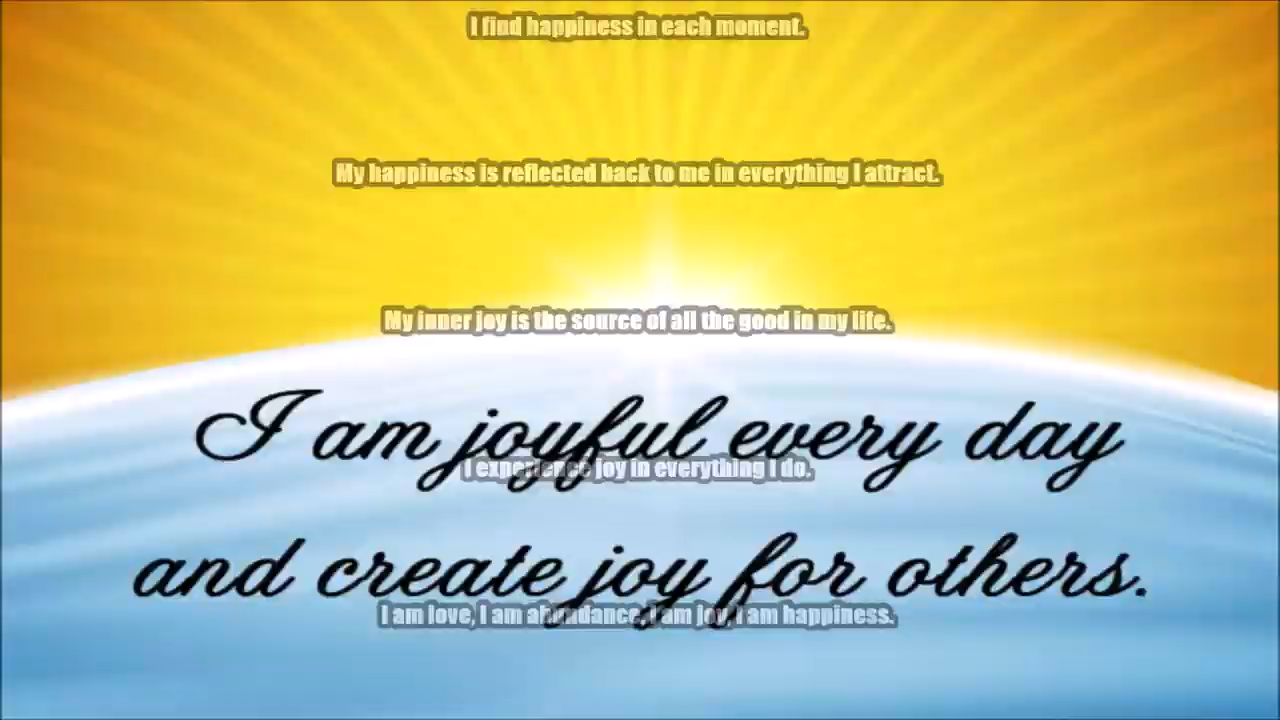 I find happiness in each moment.
My happiness is reflected back to me in everything I attract.
My inner joy is the source of all the good in my life.
I am joyful every day
I experience joy in everything I do.
and create joy for others.
I am love, I am abundance, I am joy, I am happiness.